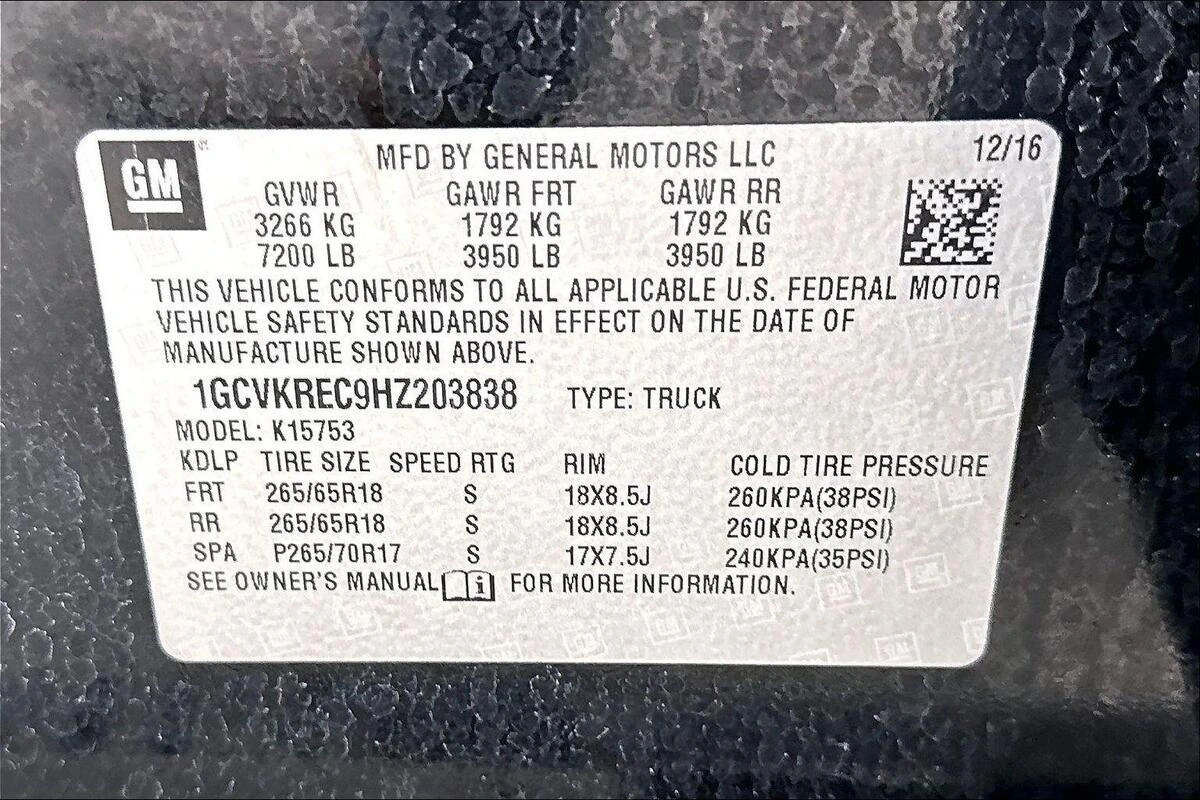 GM
MFD BY GENERAL MOTORS LLC 12/16
GVWR GAWR FRT GAWR RR
3266 KG 1792 KG 1792 KG
7200 LB 3950 LB 3950 LB
THIS VEHICLE CONFORMS TO ALL APPLICABLE U.S. FEDERAL MOTOR
VEHICLE SAFETY STANDARDS IN EFFECT ON THE DATE OF
MANUFACTURE SHOWN ABOVE.
1GCVKREC9HZ203838 TYPE: TRUCK
MODEL: K15753
KDLP TIRE SIZE SPEED RTG RIM COLD TIRE PRESSURE
FRT 265/65R18 S 18X8.5J 260KPA(38PSI)
RR 265/65R18 S 18X8.5J 260KPA(38PSI)
SPA P265/70R17 S 17X7.5J 240KPA(35PSI)
SEE OWNER'S MANUAL i FOR MORE INFORMATION.